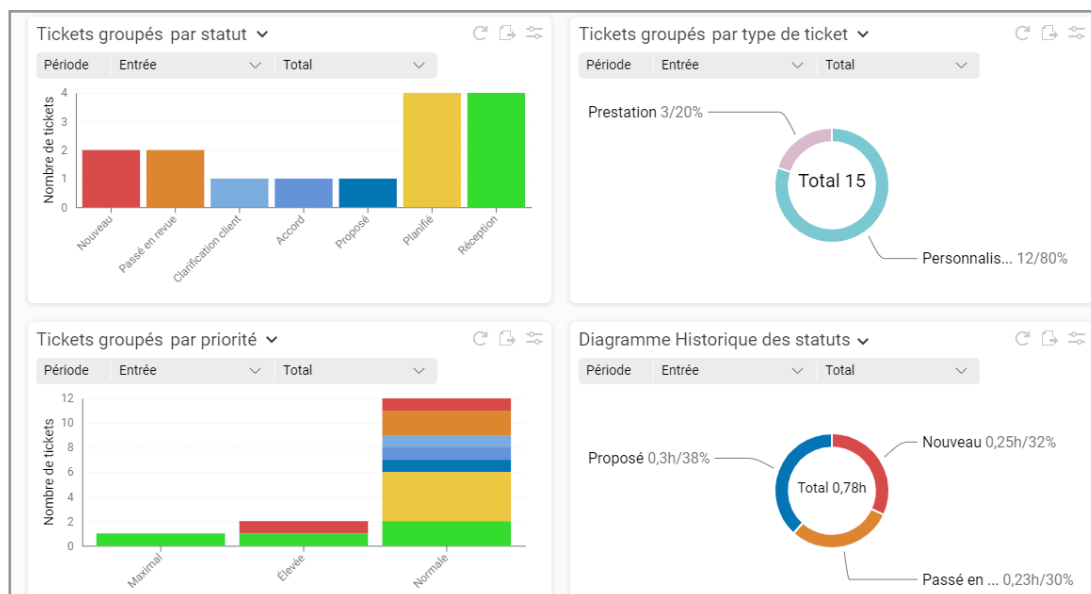 Tickets groupés par statut
Période Entrée Total
Nombre de tickets
4
3
2
1
0
Nouveau
Passé en revue
Clarification client
Accord
Proposé
Planifié
Réception
Tickets groupés par type de ticket
Période Entrée Total
Prestation 3/20%
Total 15
Personnalis... 12/80%
Tickets groupés par priorité
Période Entrée Total
Nombre de tickets
12
10
8
6
4
2
0
Maximal
Élevée
Normale
Diagramme Historique des statuts
Période Entrée Total
Nouveau 0,25h/32%
Proposé 0,3h/38%
Total 0,78h
Passé en ... 0,23h/30%